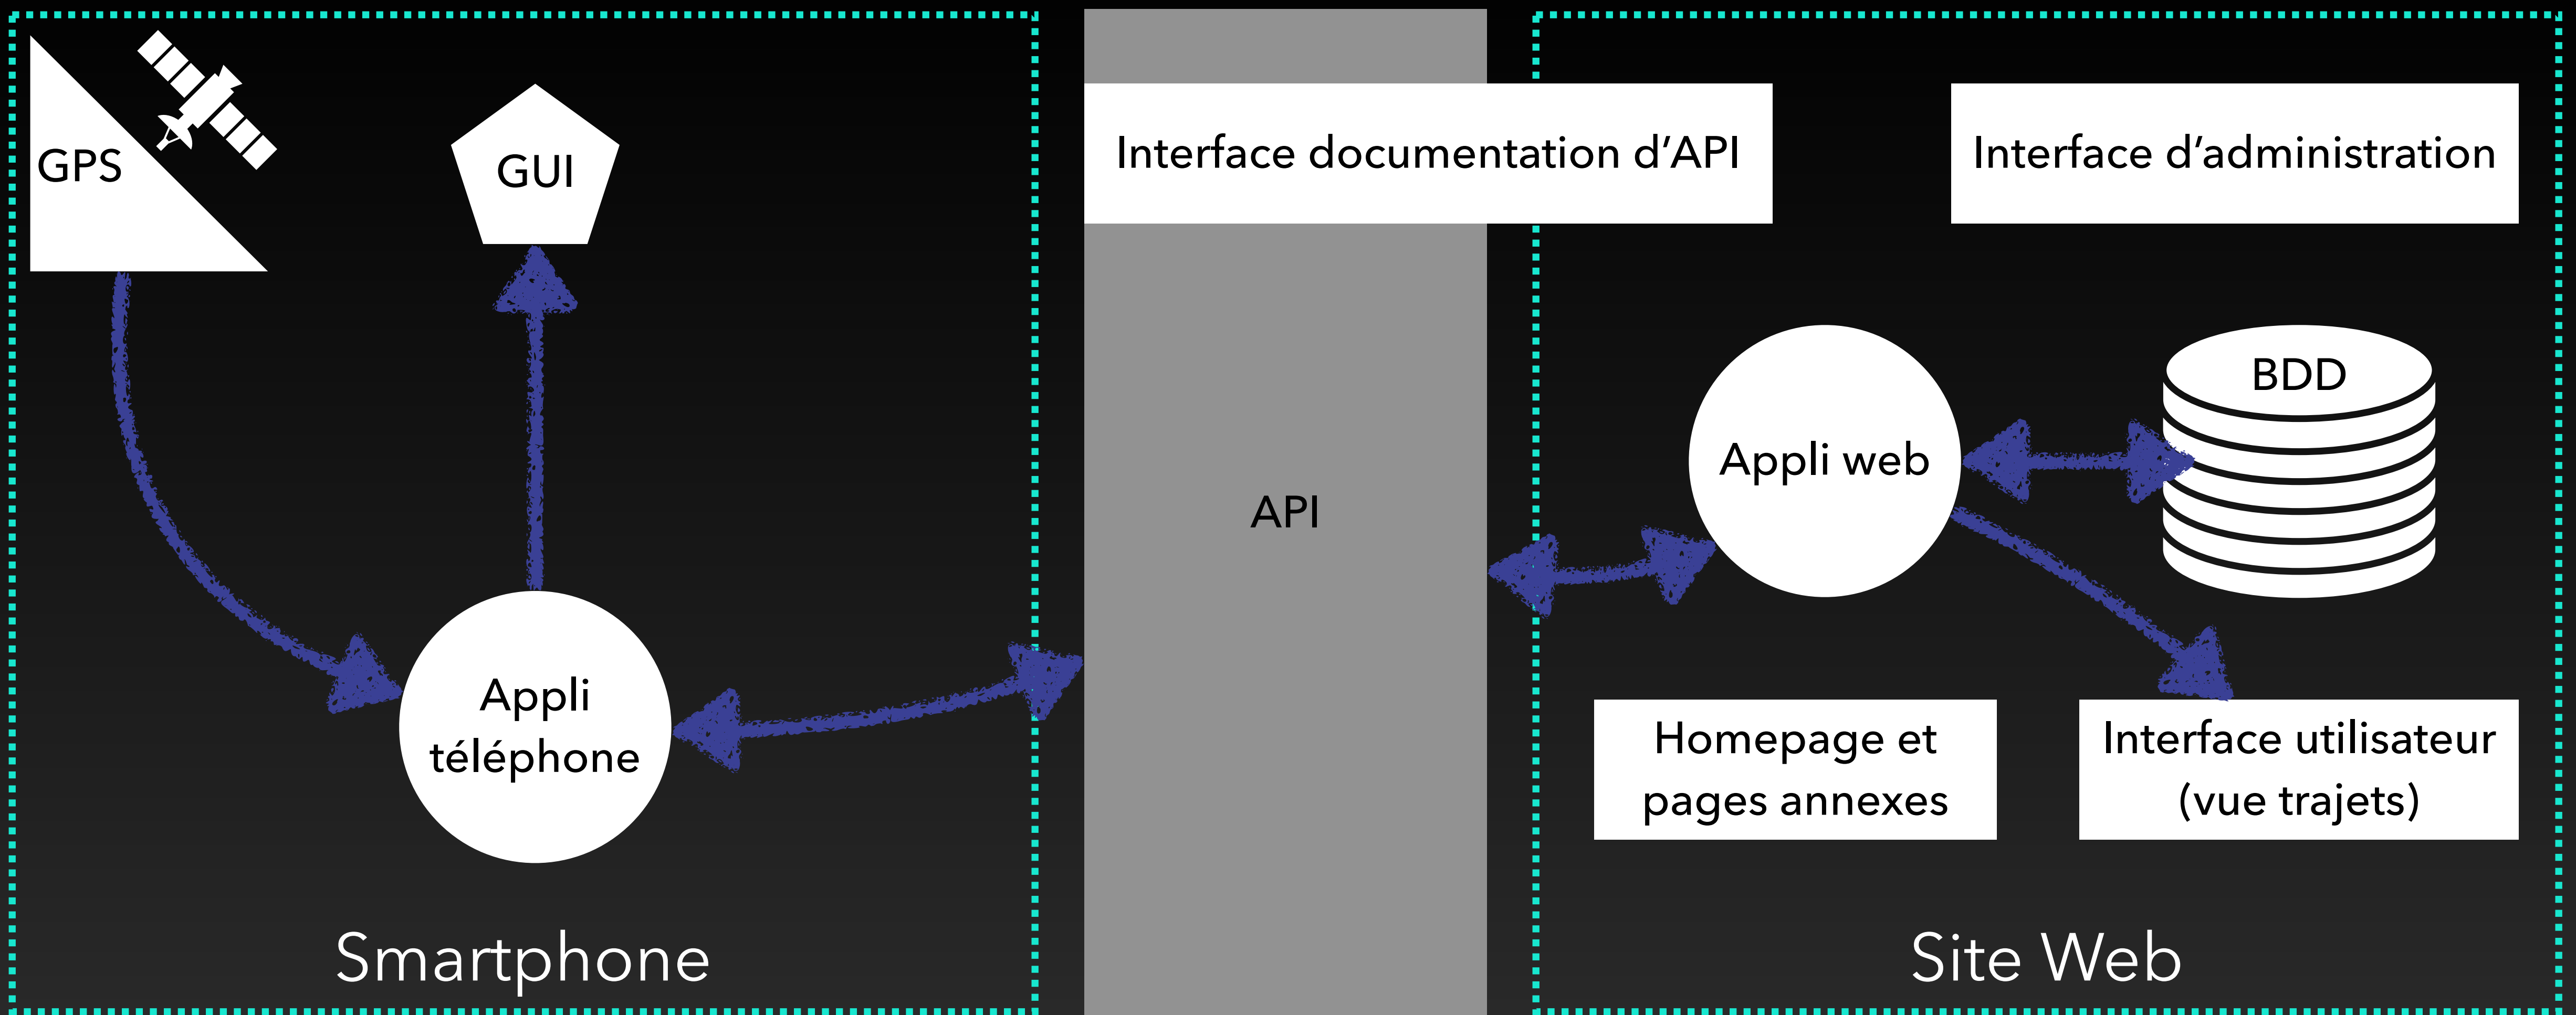 GPS
GUI
Interface documentation d’API
Interface d’administration
API
Appli web
BDD
Appli
téléphone
Homepage et
pages annexes
Interface utilisateur
(vue trajets)
Smartphone
Site Web